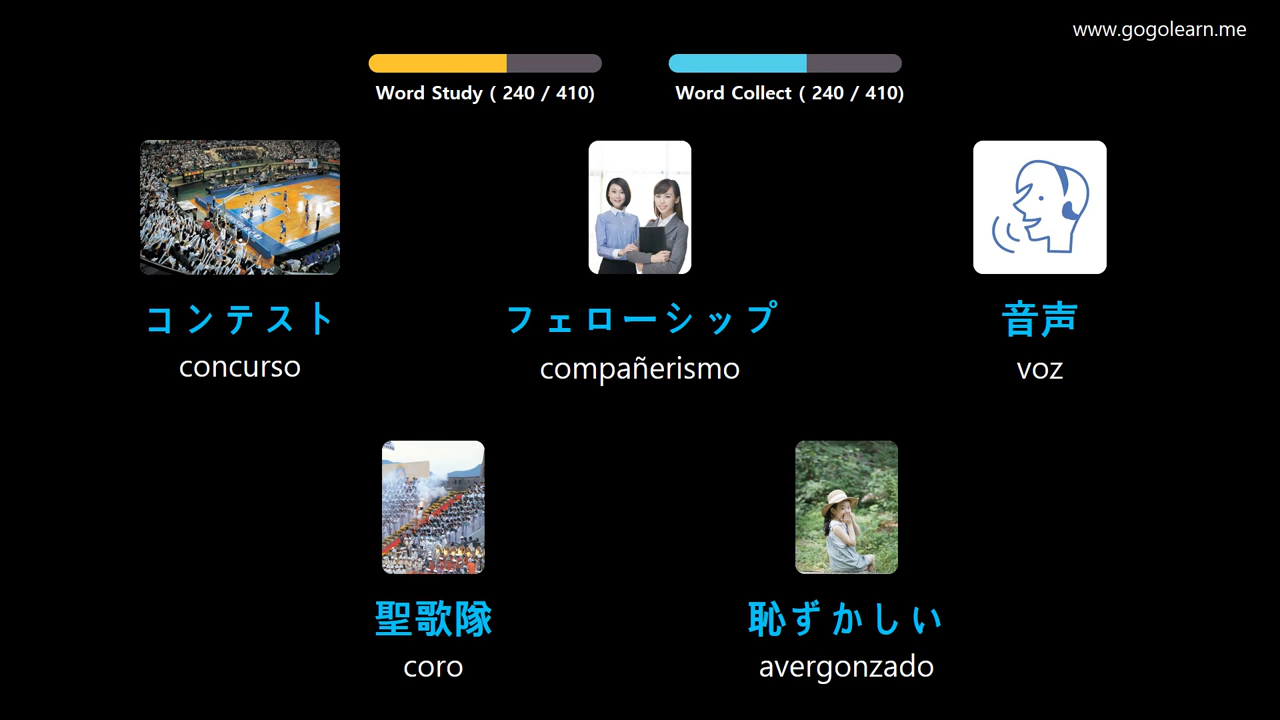 www.gogolearn.me
Word Study ( 240 / 410)
Word Collect ( 240 / 410)
コンテスト
concurso
フェローシップ
compañerismo
音声
voz
聖歌隊
coro
恥ずかしい
avergonzado